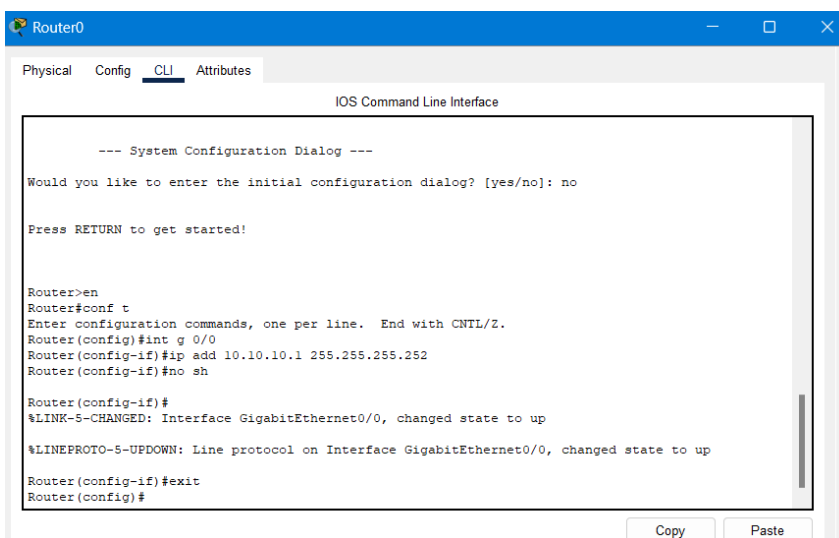 Router0
Physical Config CLI Attributes
IOS Command Line Interface
--- System Configuration Dialog ---
Would you like to enter the initial configuration dialog? [yes/no]: no
Press RETURN to get started!
Router>en
Router#conf t
Enter configuration commands, one per line.  End with CNTL/Z.
Router(config)#int g 0/0
Router(config-if)#ip add 10.10.10.1 255.255.255.252
Router(config-if)#no sh
Router(config-if)#
%LINK-5-CHANGED: Interface GigabitEthernet0/0, changed state to up
%LINEPROTO-5-UPDOWN: Line protocol on Interface GigabitEthernet0/0, changed state to up
Router(config-if)#exit
Router(config)#
Copy Paste